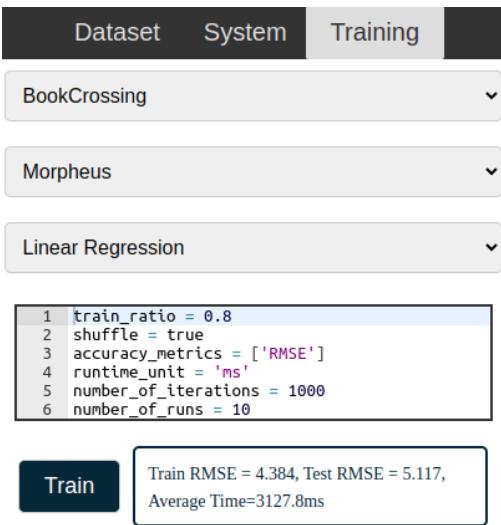 Dataset System Training
BookCrossing
Morpheus
Linear Regression
1 train_ratio = 0.8
2 shuffle = true
3 accuracy_metrics = ['RMSE']
4 runtime_unit = 'ms'
5 number_of_iterations = 1000
6 number_of_runs = 10
Train
Train RMSE = 4.384, Test RMSE = 5.117,
Average Time=3127.8ms